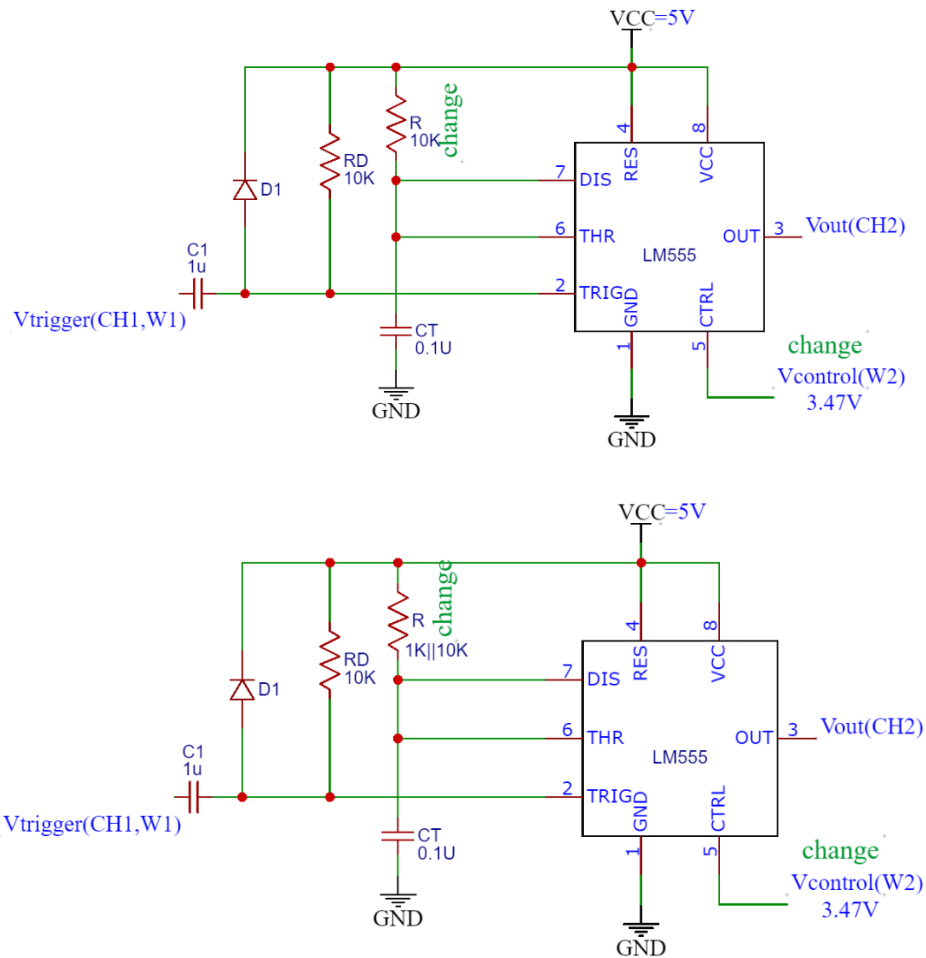 VCC=5V
R
10K
change
4
8
RD
10K
RES
VCC
7
DIS
D1
6
THR
OUT
3
Vout(CH2)
C1
1u
LM555
2
TRIG
Vtrigger(CH1,W1)
GND
CTRL
CT
0.1U
1
5
change
Vcontrol(W2)
3.47V
GND
GND
VCC=5V
change
R
1K||10K
4
8
RD
10K
RES
VCC
7
DIS
D1
6
THR
OUT
3
Vout(CH2)
C1
1u
LM555
2
TRIG
Vtrigger(CH1,W1)
GND
CTRL
CT
0.1U
1
5
change
Vcontrol(W2)
3.47V
GND
GND